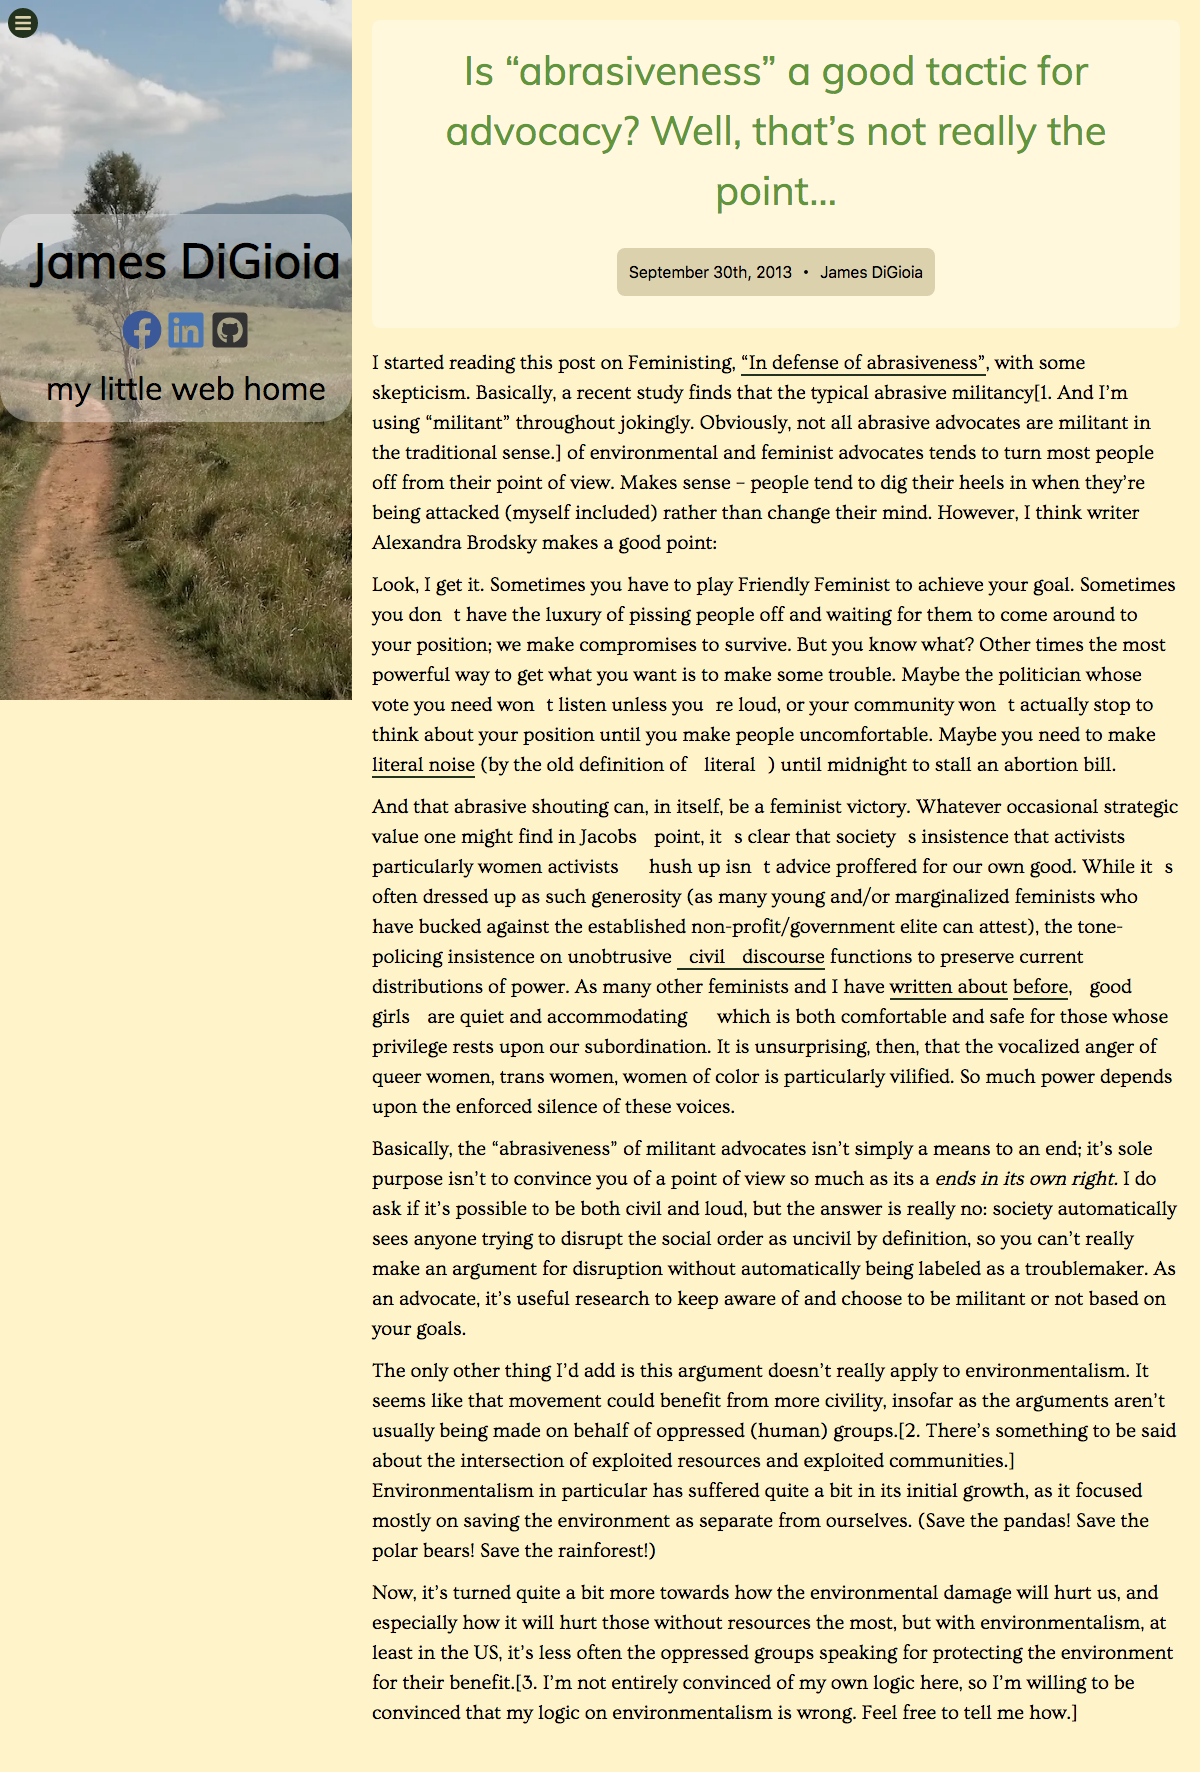 James DiGioia
my little web home
Is “abrasiveness” a good tactic for
advocacy? Well, that’s not really the
point…
September 30th, 2013 • James DiGioia
I started reading this post on Feministing, “In defense of abrasiveness”, with some
skepticism. Basically, a recent study finds that the typical abrasive militancy[1. And I’m
using “militant” throughout jokingly. Obviously, not all abrasive advocates are militant in
the traditional sense.] of environmental and feminist advocates tends to turn most people
off from their point of view. Makes sense – people tend to dig their heels in when they’re
being attacked (myself included) rather than change their mind. However, I think writer
Alexandra Brodsky makes a good point:
Look, I get it. Sometimes you have to play Friendly Feminist to achieve your goal. Sometimes
you don t have the luxury of pissing people off and waiting for them to come around to
your position; we make compromises to survive. But you know what? Other times the most
powerful way to get what you want is to make some trouble. Maybe the politician whose
vote you need won t listen unless you re loud, or your community won t actually stop to
think about your position until you make people uncomfortable. Maybe you need to make
literal noise (by the old definition of literal ) until midnight to stall an abortion bill.
And that abrasive shouting can, in itself, be a feminist victory. Whatever occasional strategic
value one might find in Jacobs point, it s clear that society s insistence that activists
particularly women activists hush up isn t advice proffered for our own good. While it s
often dressed up as such generosity (as many young and/or marginalized feminists who
have bucked against the established non-profit/government elite can attest), the tone-
policing insistence on unobtrusive civil discourse functions to preserve current
distributions of power. As many other feminists and I have written about before, good
girls are quiet and accommodating which is both comfortable and safe for those whose
privilege rests upon our subordination. It is unsurprising, then, that the vocalized anger of
queer women, trans women, women of color is particularly vilified. So much power depends
upon the enforced silence of these voices.
Basically, the “abrasiveness” of militant advocates isn’t simply a means to an end; it’s sole
purpose isn’t to convince you of a point of view so much as its a ends in its own right. I do
ask if it’s possible to be both civil and loud, but the answer is really no: society automatically
sees anyone trying to disrupt the social order as uncivil by definition, so you can’t really
make an argument for disruption without automatically being labeled as a troublemaker. As
an advocate, it’s useful research to keep aware of and choose to be militant or not based on
your goals.
The only other thing I’d add is this argument doesn’t really apply to environmentalism. It
seems like that movement could benefit from more civility, insofar as the arguments aren’t
usually being made on behalf of oppressed (human) groups.[2. There’s something to be said
about the intersection of exploited resources and exploited communities.]
Environmentalism in particular has suffered quite a bit in its initial growth, as it focused
mostly on saving the environment as separate from ourselves. (Save the pandas! Save the
polar bears! Save the rainforest!)
Now, it’s turned quite a bit more towards how the environmental damage will hurt us, and
especially how it will hurt those without resources the most, but with environmentalism, at
least in the US, it’s less often the oppressed groups speaking for protecting the environment
for their benefit.[3. I’m not entirely convinced of my own logic here, so I’m willing to be
convinced that my logic on environmentalism is wrong. Feel free to tell me how.]